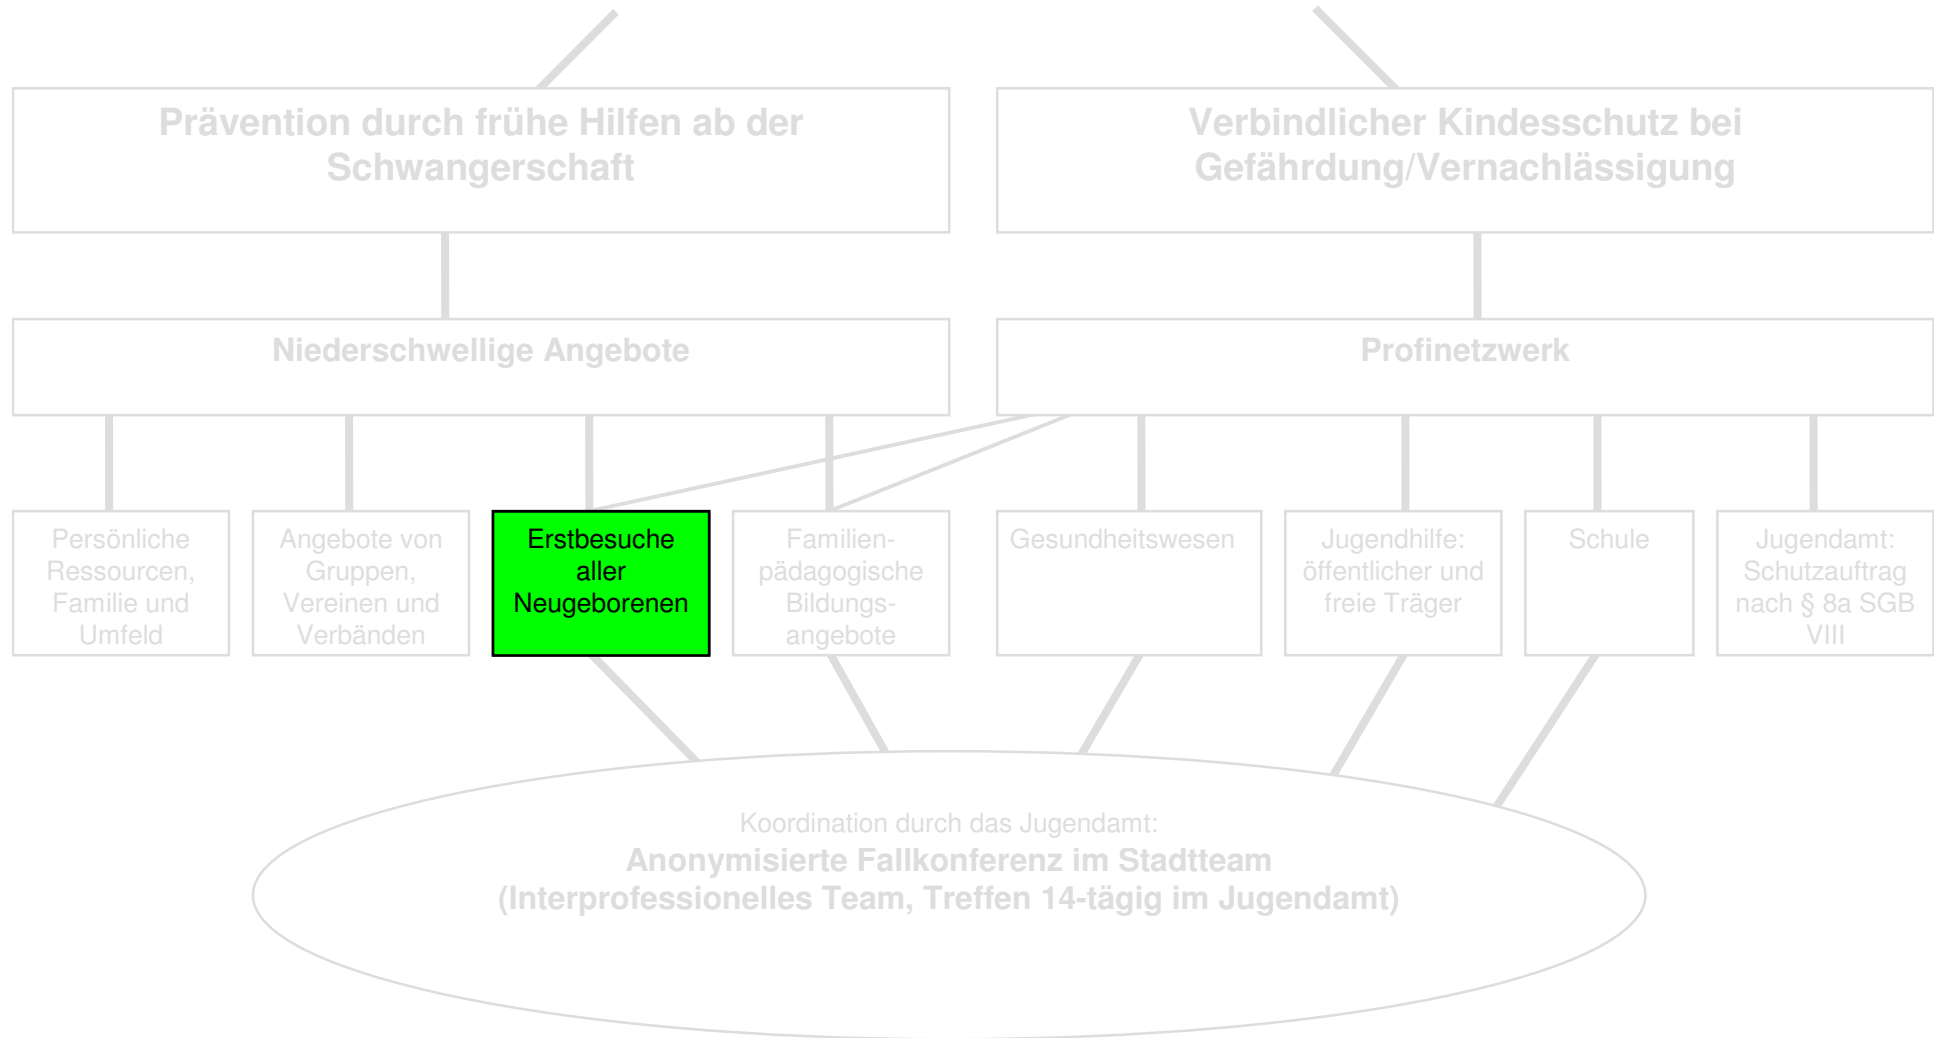 Prävention durch frühe Hilfen ab der
Schwangerschaft
Verbindlicher Kindesschutz bei
Gefährdung/Vernachlässigung
Niederschwellige Angebote
Profinetzwerk
Persönliche
Ressourcen,
Familie und
Umfeld
Angebote von
Gruppen,
Vereinen und
Verbänden
Erstbesuche
aller
Neugeborenen
Familien-
pädagogische
Bildungs-
angebote
Gesundheitswesen
Jugendhilfe:
öffentlicher und
freie Träger
Schule
Jugendamt:
Schutzauftrag
nach § 8a SGB
VIII
Koordination durch das Jugendamt:
Anonymisierte Fallkonferenz im Stadtteam
(Interprofessionelles Team, Treffen 14-tägig im Jugendamt)